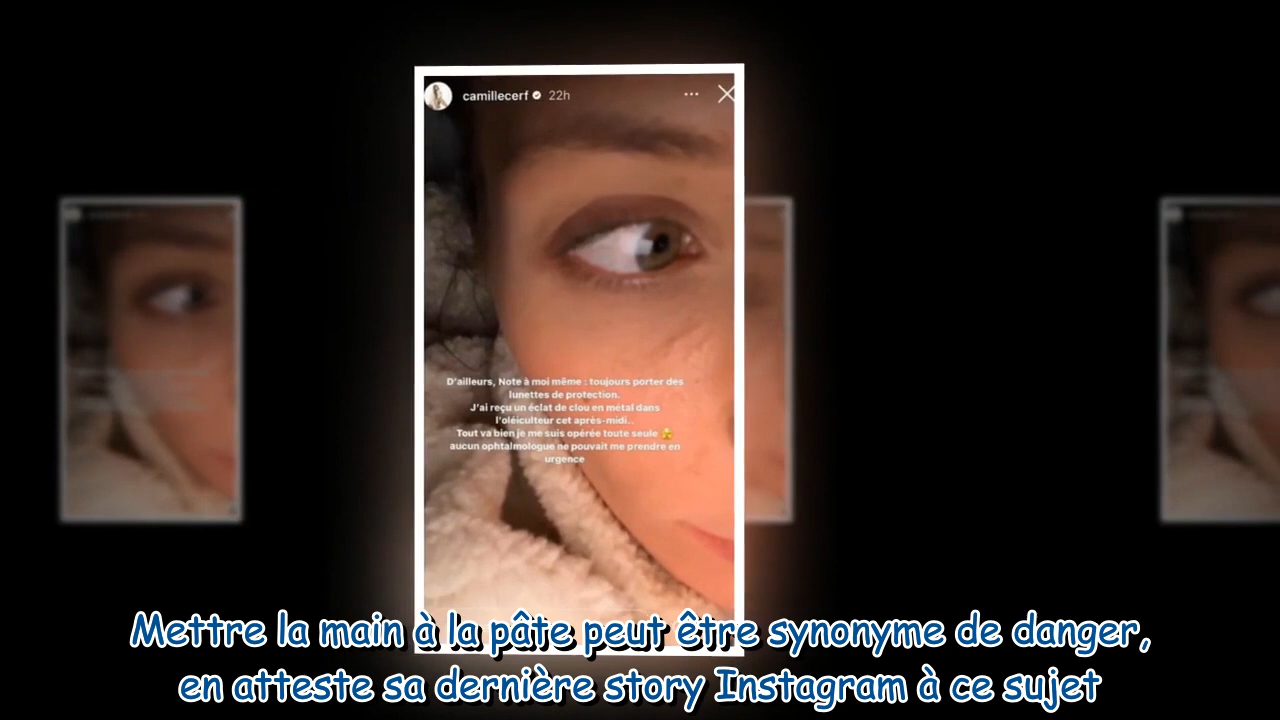 camillecerf 22h
D'ailleurs, Note à moi même : toujours porter des
lunettes de protection.
J'ai reçu un éclat de clou en métal dans
l'oléiculteur cet après-midi..
Tout va bien je me suis opérée toute seule 🫣
aucun ophtalmologue ne pouvait me prendre en
urgence
Mettre la main à la pâte peut être synonyme de danger,
en atteste sa dernière story Instagram à ce sujet